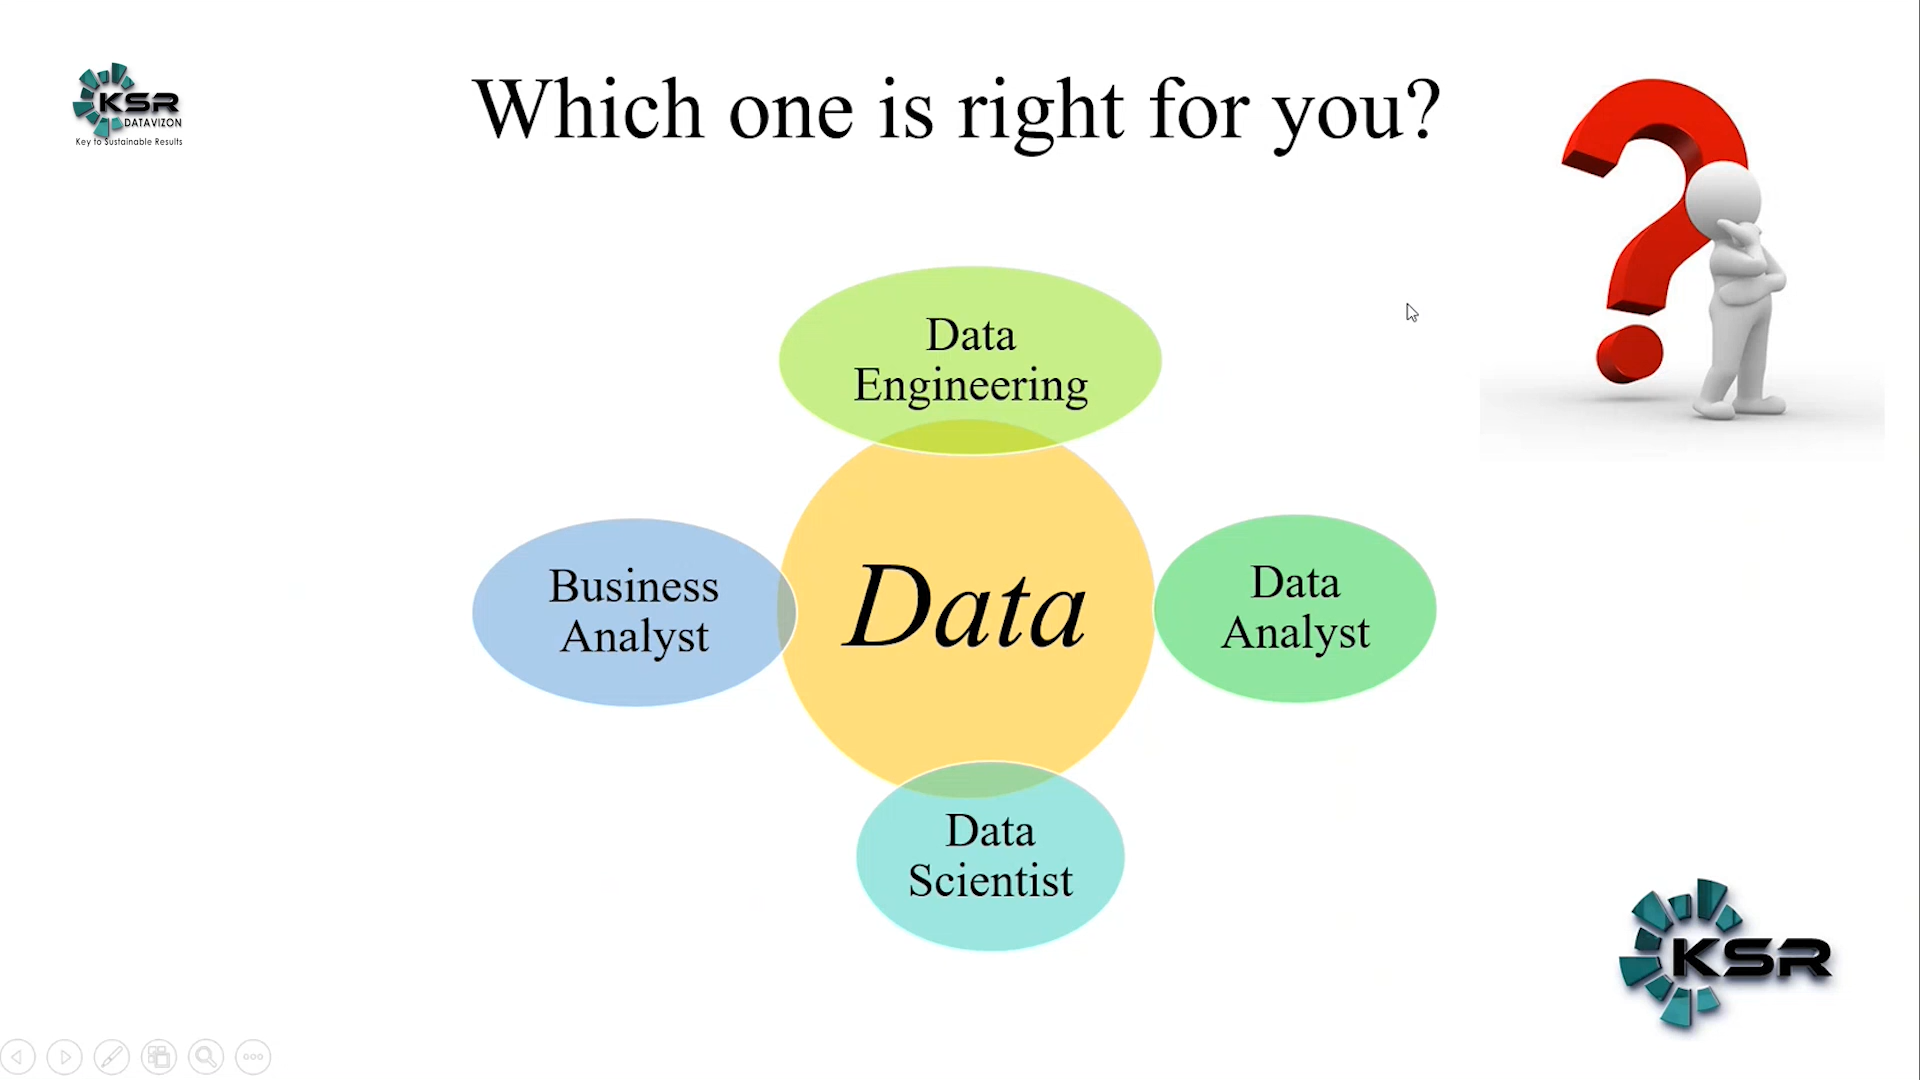 KSR
DATAVIZON
Key to Sustainable Results
Which one is right for you?
Data
Engineering
Business
Analyst
Data
Data
Analyst
Data
Scientist
KSR